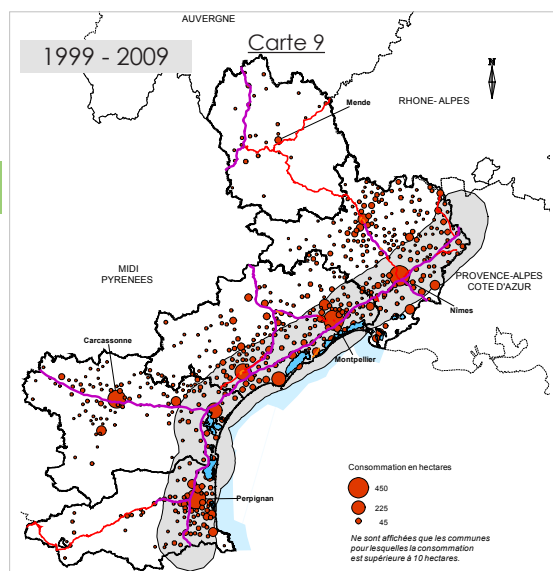 AUVERGNE
Carte 9
1999 - 2009
N
Mende
RHONE- ALPES
MIDI
PYRENEES
PROVENCE-ALPES
COTE D'AZUR
Nimes
Carcassonne
Montpellier
Perpignan
Consommation en hectares
450
225
45
Ne sont affichées que les communes
pour lesquelles la consommation
est supérieure à 10 hectares.